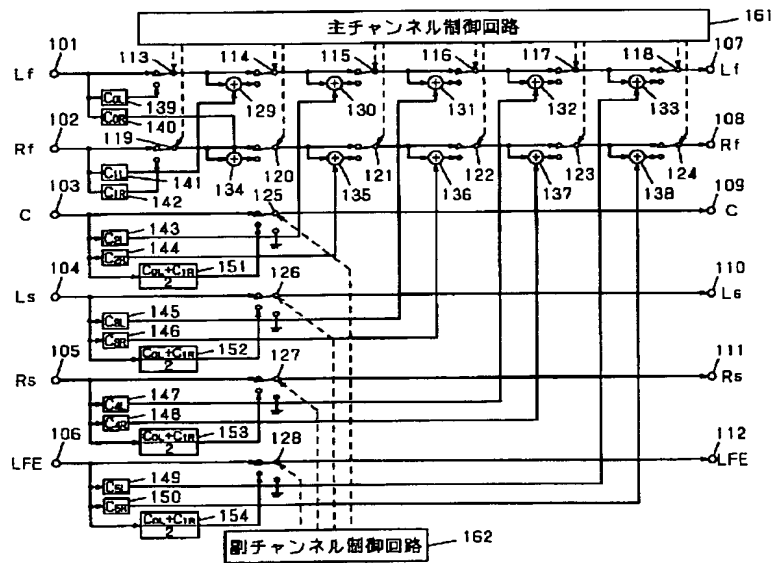 主チャンネル制御回路
161
101
113
114
115
116
117
118
107
Lf
Lf
C0L
139
C0R
140
129
130
131
132
133
102
119
108
Rf
Rf
C1L
141
C1R
142
134
120
135
121
136
122
137
123
138
124
103
125
109
C
C
C2L
143
C2R
144
C0L+C1R
2
151
104
126
110
Ls
Ls
C3L
145
C3R
146
C0L+C1R
2
152
105
127
111
Rs
Rs
C4L
147
C4R
148
C0L+C1R
2
153
106
128
112
LFE
LFE
C5L
149
C5R
150
C0L+C1R
2
154
副チャンネル制御回路
162